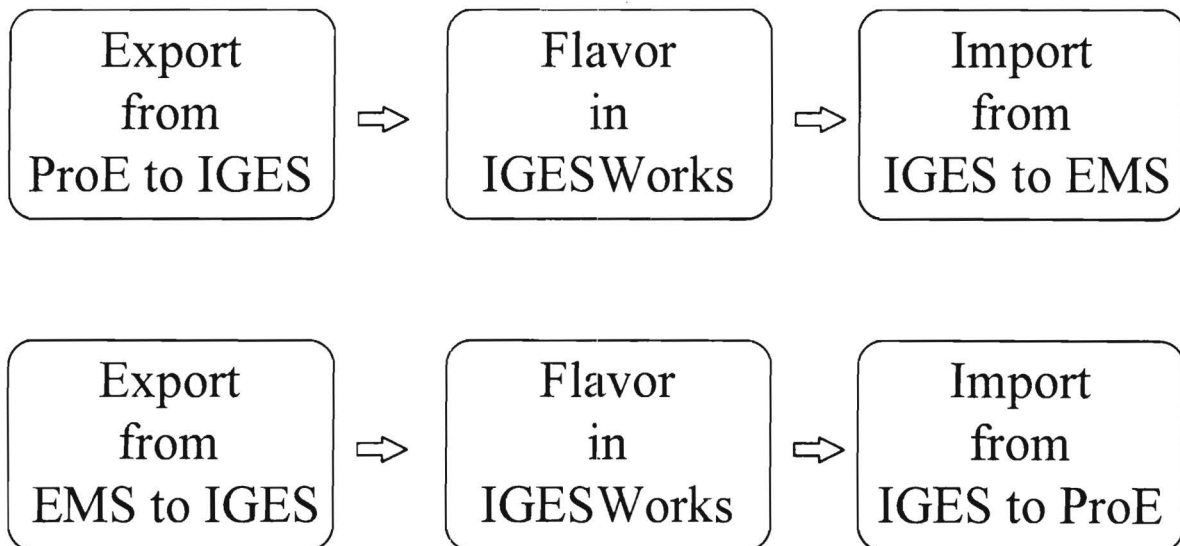 Export
from
ProE to IGES
Flavor
in
IGESWorks
Import
from
IGES to EMS
Export
from
EMS to IGES
Flavor
in
IGESWorks
Import
from
IGES to ProE